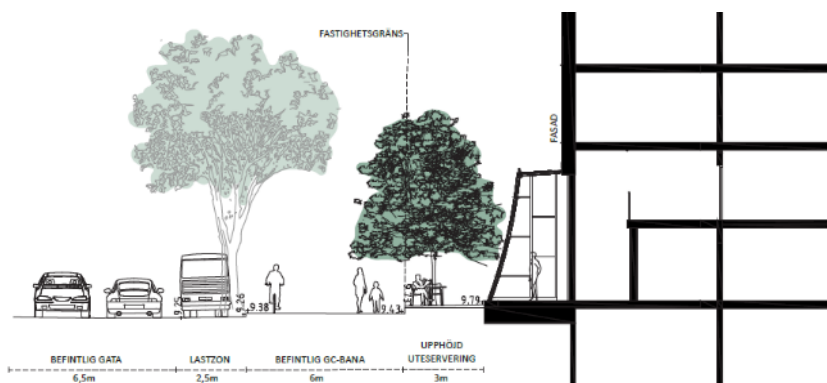 FASTIGHETSGRÄNS
FASAD
9.25
9.26
9.38
9.43
9.79
BEFINTLIG GATA
6,5m
LASTZON
2,5m
BEFINTLIG GC-BANA
6m
UPPHÖJD
UTESERVERING
3m